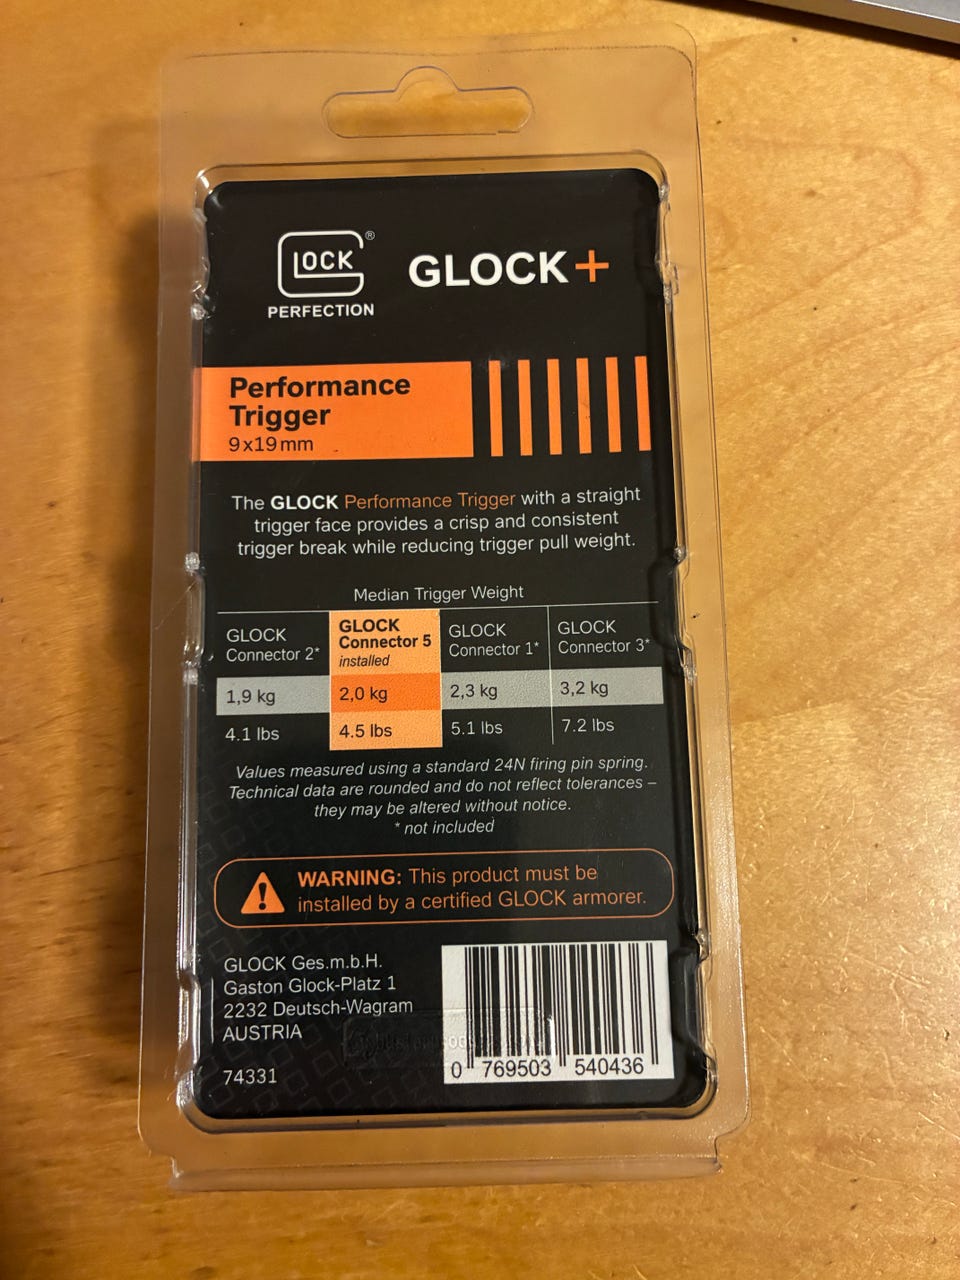 GLOCK®
PERFECTION
GLOCK+
Performance
Trigger
9x19mm
The GLOCK Performance Trigger with a straight
trigger face provides a crisp and consistent
trigger break while reducing trigger pull weight.
Median Trigger Weight
GLOCK
Connector 2*
GLOCK
Connector 5
installed
GLOCK
Connector 1*
GLOCK
Connector 3*
1,9 kg
2,0 kg
2,3 kg
3,2 kg
4.1 lbs
4.5 lbs
5.1 lbs
7.2 lbs
Values measured using a standard 24N firing pin spring.
Technical data are rounded and do not reflect tolerances –
they may be altered without notice.
* not included
WARNING: This product must be
installed by a certified GLOCK armorer.
GLOCK Ges.m.b.H.
Gaston Glock-Platz 1
2232 Deutsch-Wagram
AUSTRIA
74331
0 769503 540436